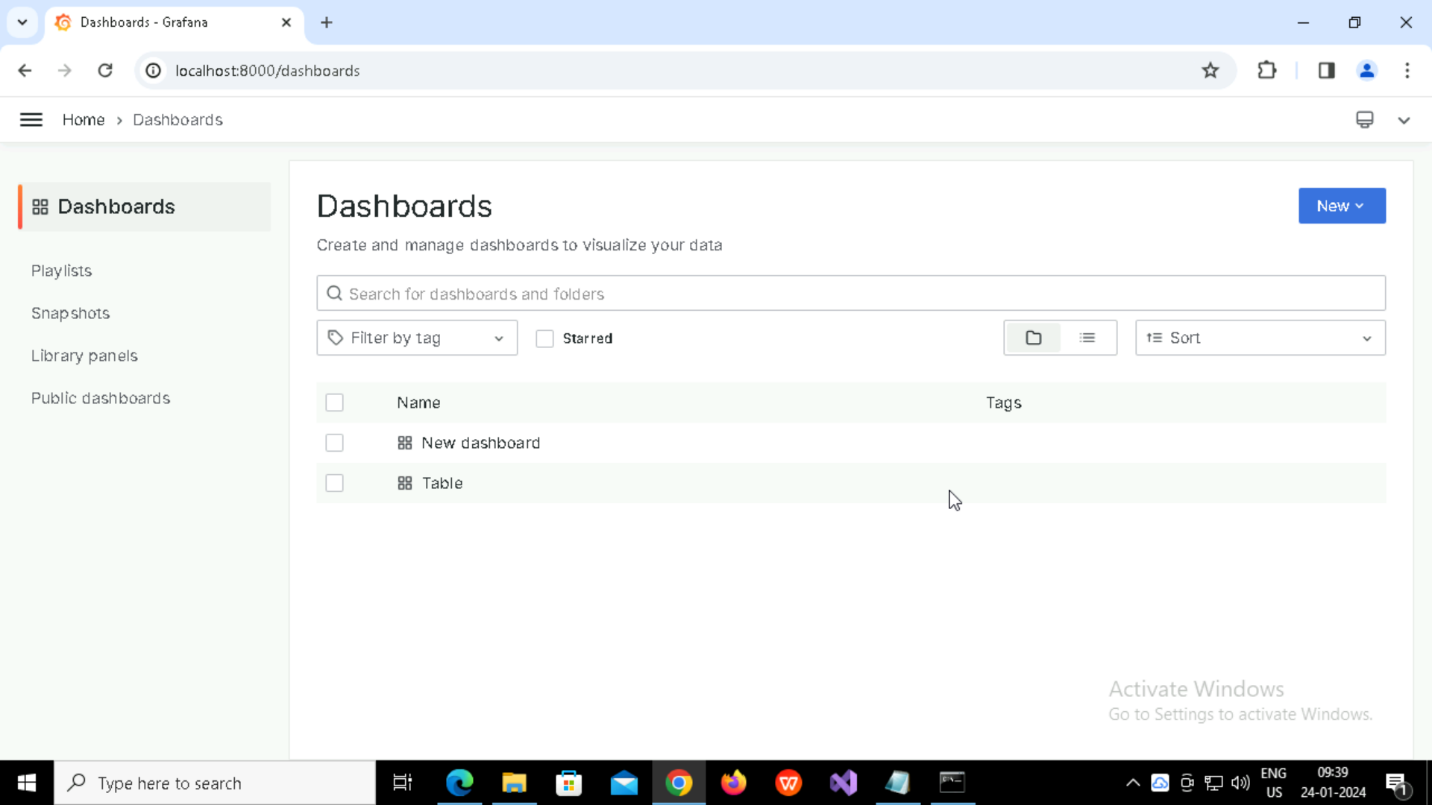 Dashboards - Grafana
localhost:8000/dashboards
Home › Dashboards
Dashboards
Playlists
Snapshots
Library panels
Public dashboards
Dashboards
New
Create and manage dashboards to visualize your data
Search for dashboards and folders
Filter by tag
Starred
Sort
Name
Tags
New dashboard
Table
Activate Windows
Go to Settings to activate Windows.
Type here to search
ENG
US
09:39
24-01-2024
1